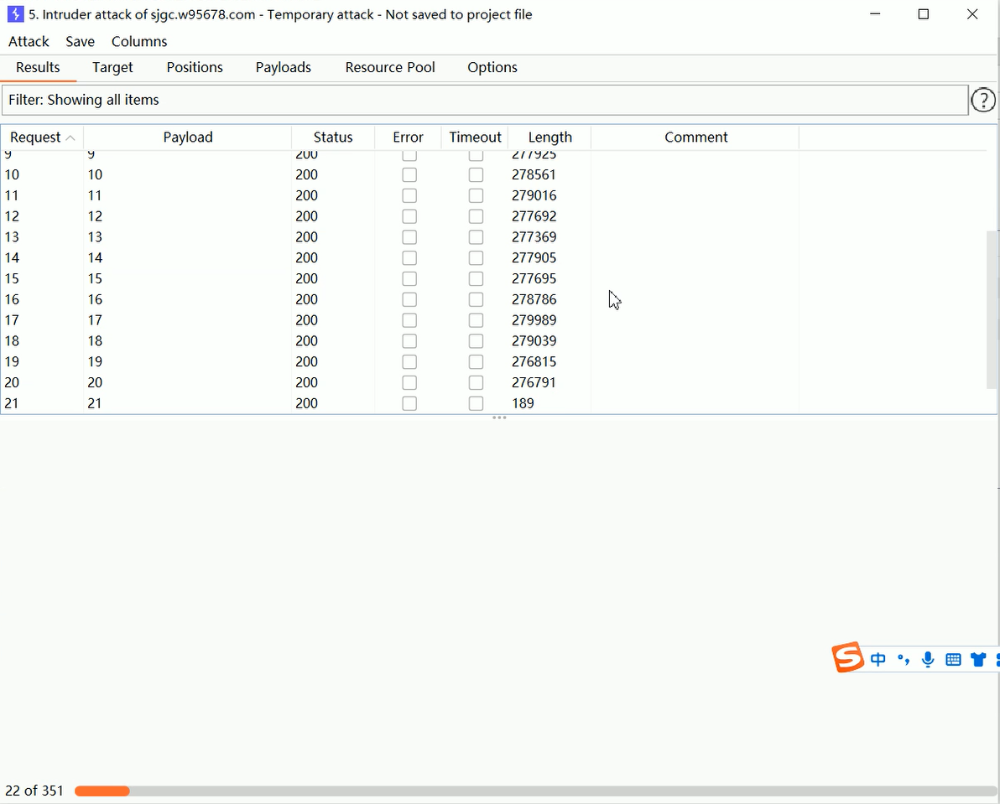 5. Intruder attack of sjgc.w95678.com - Temporary attack - Not saved to project file
Attack Save Columns
Results Target Positions Payloads Resource Pool Options
Filter: Showing all items
?
Request Payload Status Error Timeout Length Comment
9 9 200 277925
10 10 200 278561
11 11 200 279016
12 12 200 277692
13 13 200 277369
14 14 200 277905
15 15 200 277695
16 16 200 278786
17 17 200 279989
18 18 200 279039
19 19 200 276815
20 20 200 276791
21 21 200 189
S 中
22 of 351